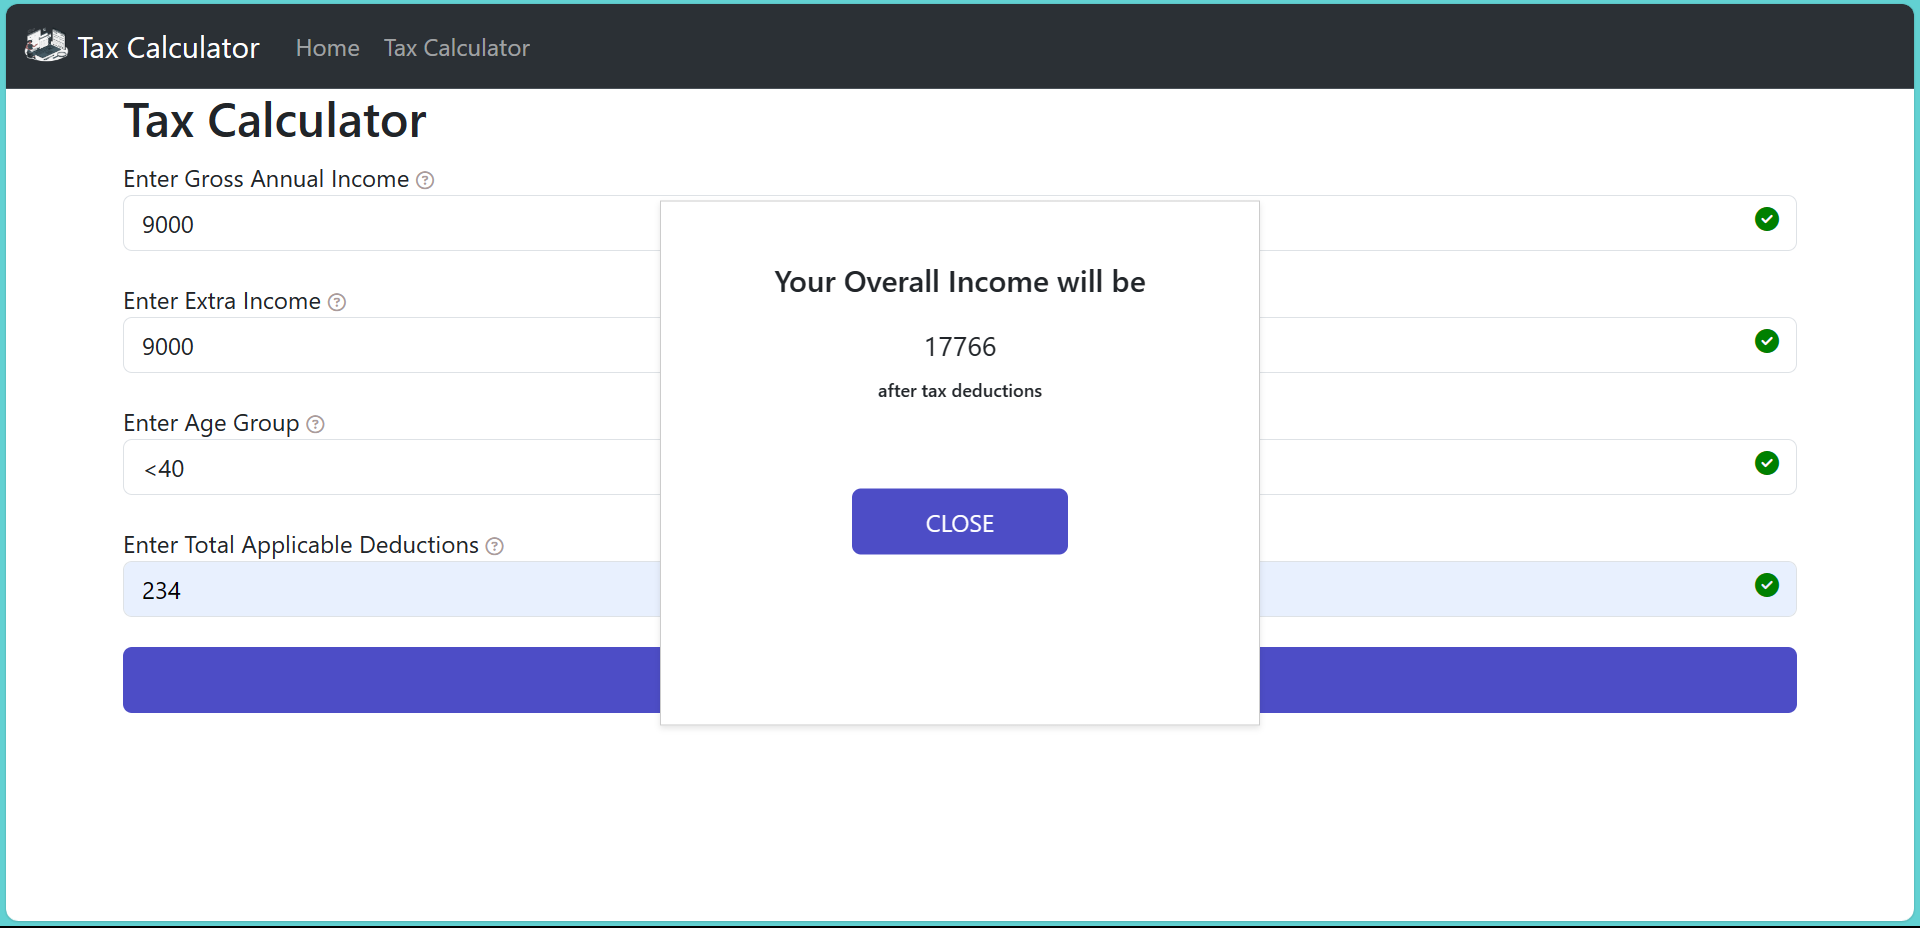 Tax Calculator Home Tax Calculator
Tax Calculator
Enter Gross Annual Income ?
9000
Enter Extra Income ?
9000
Enter Age Group ?
<40
Enter Total Applicable Deductions ?
234
Your Overall Income will be
17766
after tax deductions
CLOSE